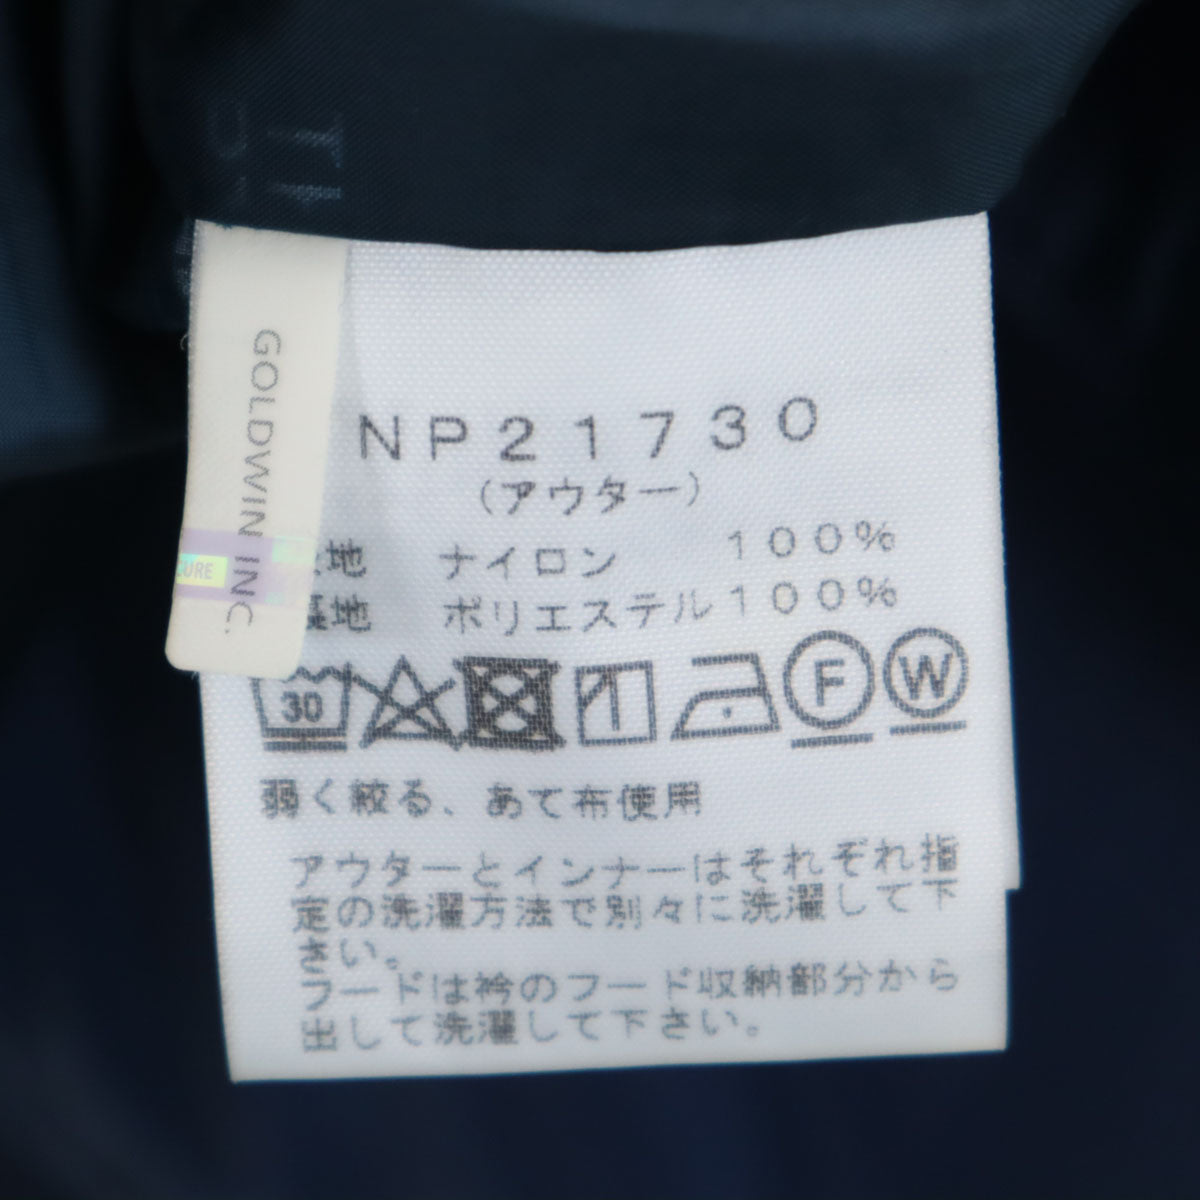 GOLDWIN INC.
NP21730
(アウター)
地 ナイロン 100%
裏地 ポリエステル 100%
30 F W
弱く絞る、あて布使用
アウターとインナーはそれぞれ指
定の洗濯方法で別々に洗濯して下
さい。
フードは衿のフード収納部分から
出して洗濯して下さい。